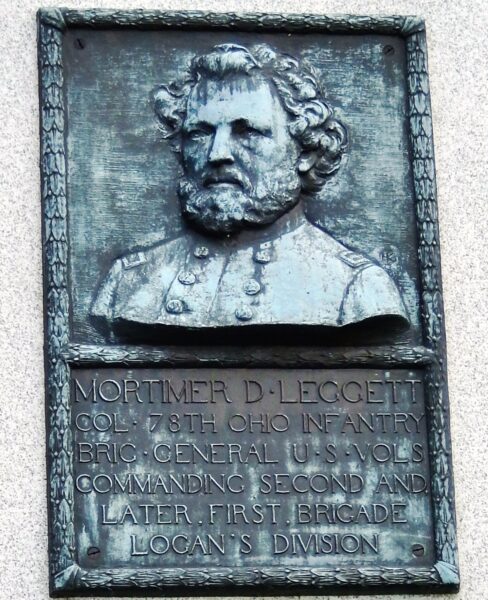 MORTIMER D·LEGGETT
COL· 78TH OHIO INFANTRY
BRIG·GENERAL U·S·VOLS
COMMANDING SECOND AND
LATER.FIRST.BRIGADE
LOGAN'S DIVISION